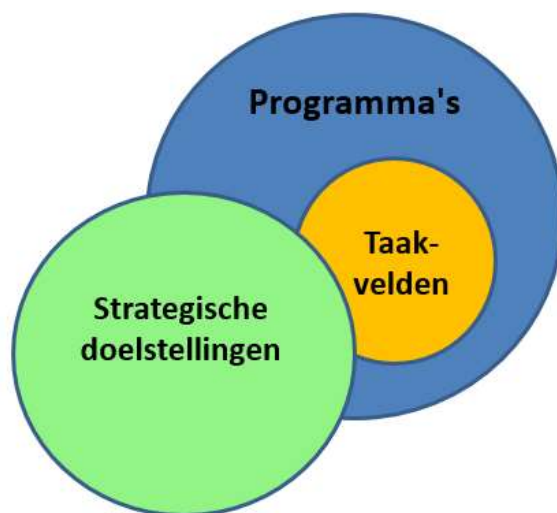 Programma's
Taak-
velden
Strategische
doelstellingen